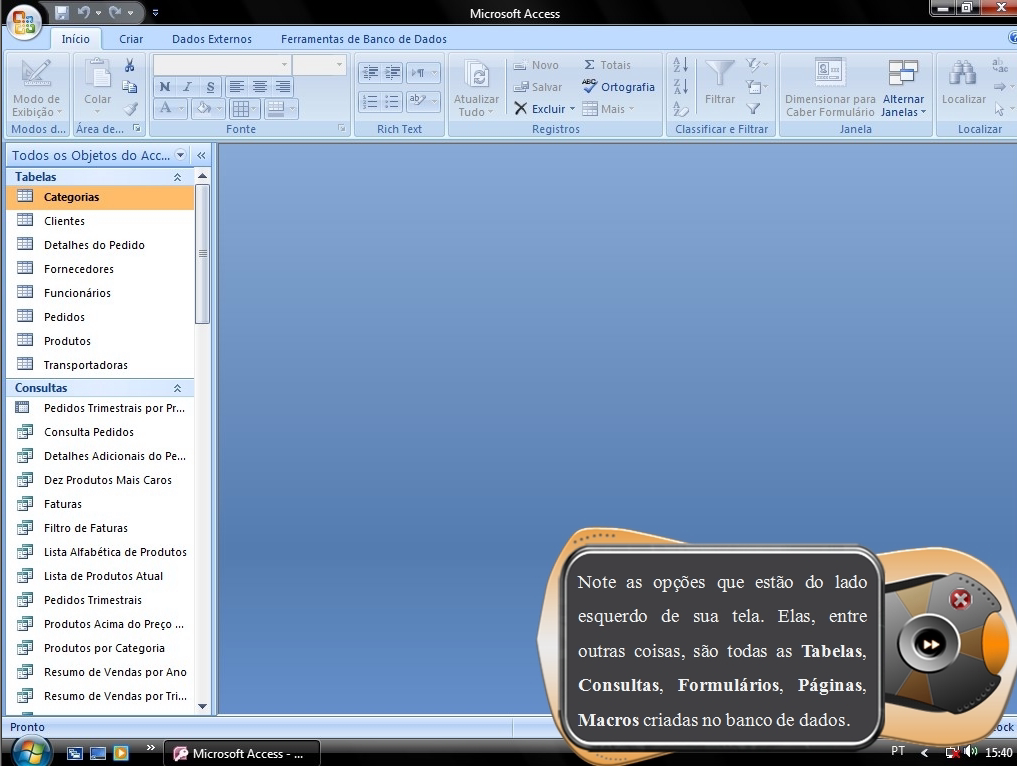 Microsoft Access
Início Criar Dados Externos Ferramentas de Banco de Dados
Modo de Exibição
Modos d...
Colar
Área de...
N I S
A
Fonte
Rich Text
Atualizar Tudo
Novo
Salvar
Excluir
Σ Totais
ABC Ortografia
Mais
Registros
Filtrar
Classificar e Filtrar
Dimensionar para Caber Formulário
Alternar Janelas
Janela
Localizar
Localizar
Todos os Objetos do Acc... «
Tabelas
Categorias
Clientes
Detalhes do Pedido
Fornecedores
Funcionários
Pedidos
Produtos
Transportadoras
Consultas
Pedidos Trimestrais por Pr...
Consulta Pedidos
Detalhes Adicionais do Pe...
Dez Produtos Mais Caros
Faturas
Filtro de Faturas
Lista Alfabética de Produtos
Lista de Produtos Atual
Pedidos Trimestrais
Produtos Acima do Preço ...
Produtos por Categoria
Resumo de Vendas por Ano
Resumo de Vendas por Tri...
Note as opções que estão do lado
esquerdo de sua tela. Elas, entre
outras coisas, são todas as Tabelas,
Consultas, Formulários, Páginas,
Macros criadas no banco de dados.
Pronto
ock
Microsoft Access - ...
PT
15:40